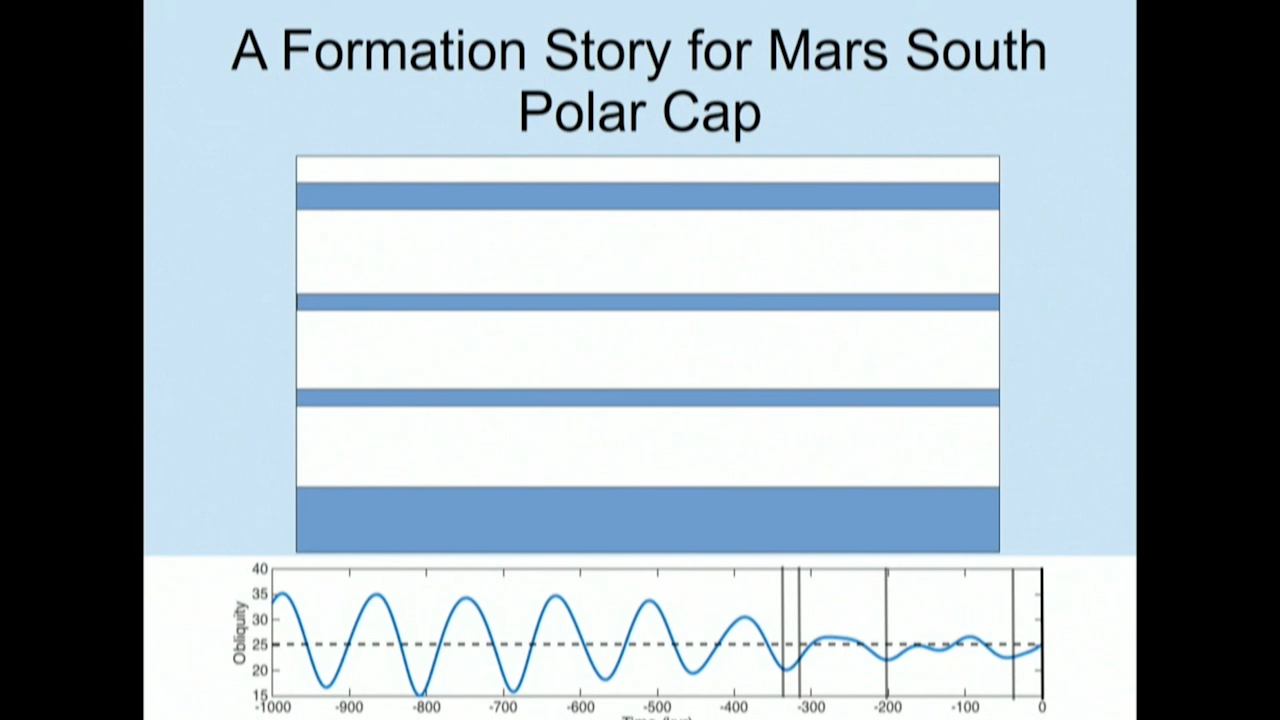 A Formation Story for Mars South
Polar Cap
40
35
30
25
20
15
Obliquity
-1000 -900 -800 -700 -600 -500 -400 -300 -200 -100 0